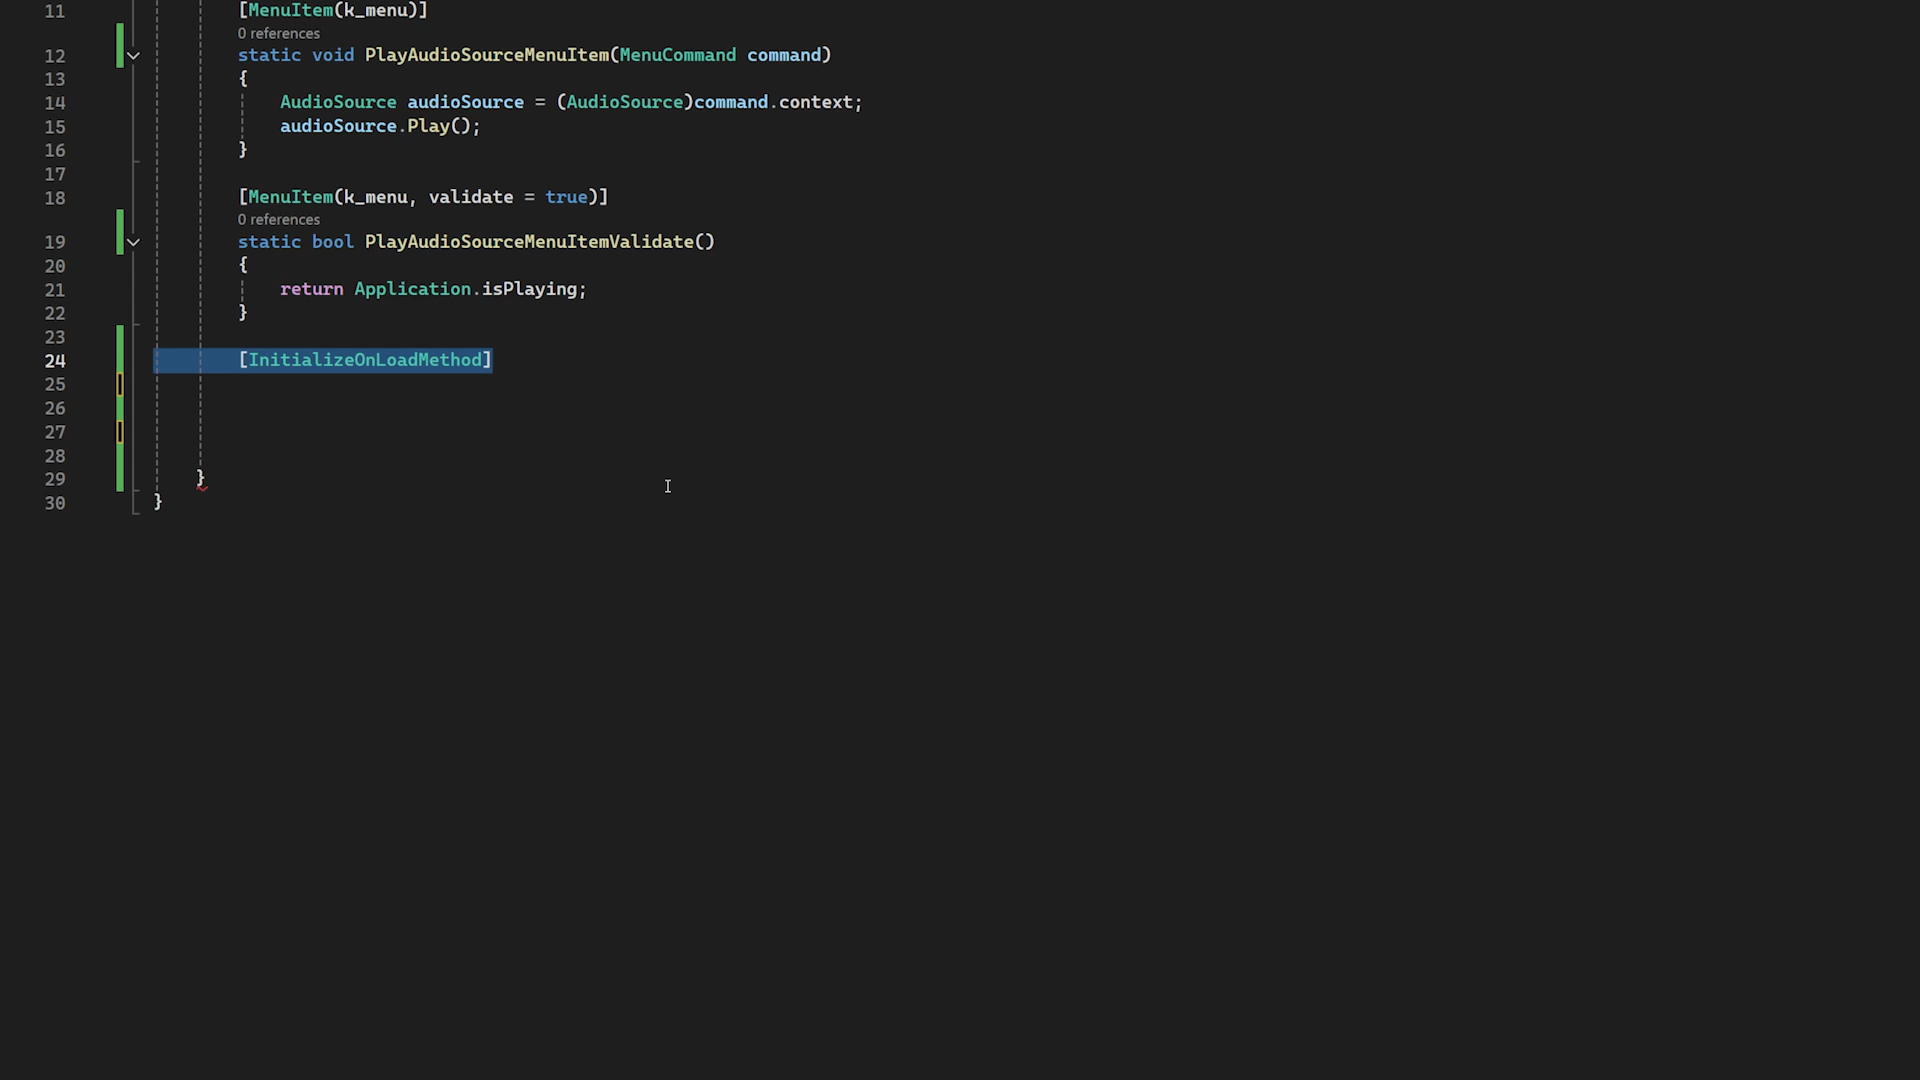 11 [MenuItem(k_menu)]
0 references
12 static void PlayAudioSourceMenuItem(MenuCommand command)
13 {
14 AudioSource audioSource = (AudioSource)command.context;
15 audioSource.Play();
16 }
17
18 [MenuItem(k_menu, validate = true)]
0 references
19 static bool PlayAudioSourceMenuItemValidate()
20 {
21 return Application.isPlaying;
22 }
23
24 [InitializeOnLoadMethod]
25
26
27
28
29 }
30 }